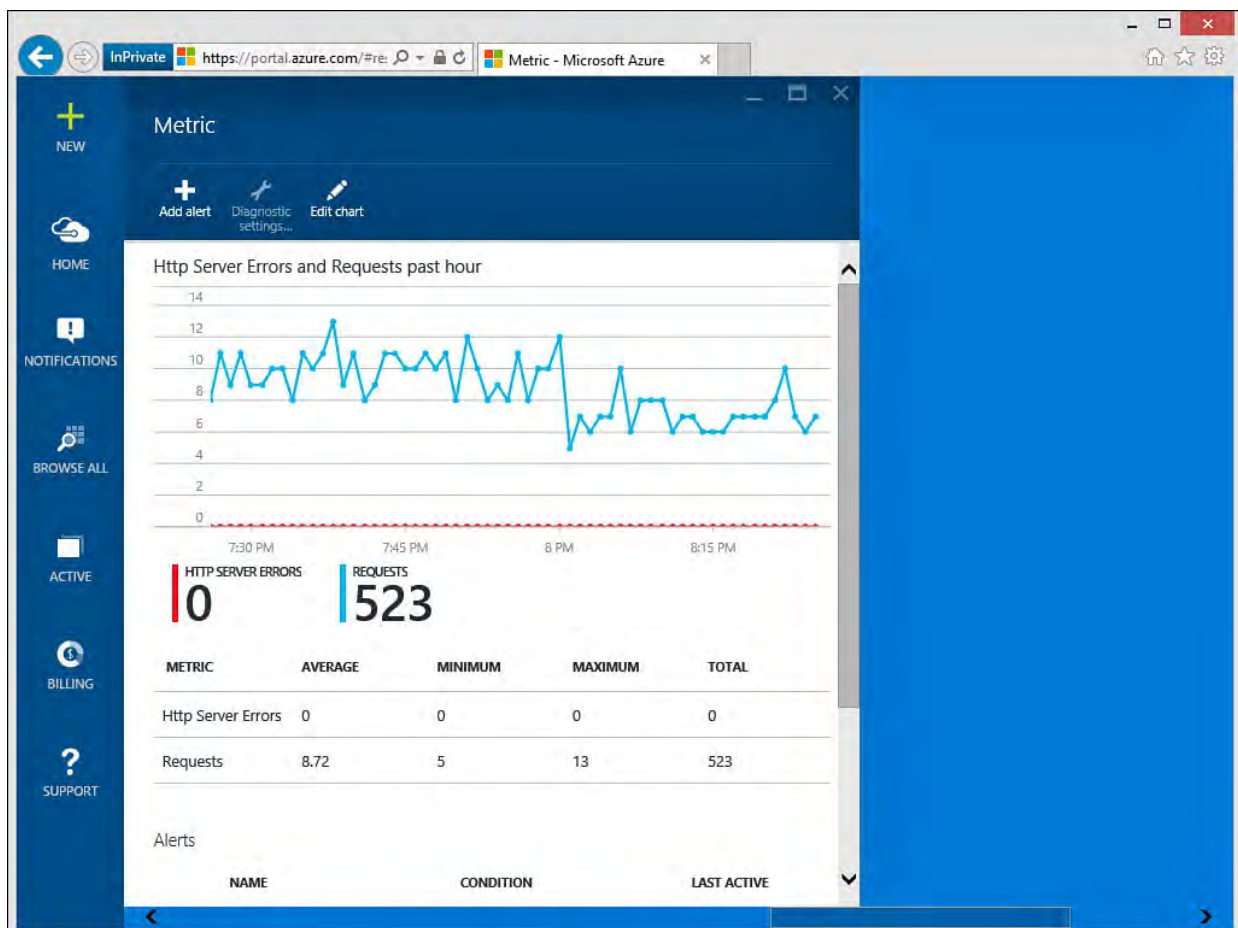 InPrivate https://portal.azure.com/#re: Metric - Microsoft Azure
NEW
HOME
NOTIFICATIONS
BROWSE ALL
ACTIVE
BILLING
? SUPPORT
Metric
Add alert Diagnostic settings... Edit chart
Http Server Errors and Requests past hour
14
12
10
8
6
4
2
0
7:30 PM 7:45 PM 8 PM 8:15 PM
HTTP SERVER ERRORS REQUESTS
0 523
METRIC AVERAGE MINIMUM MAXIMUM TOTAL
Http Server Errors 0 0 0 0
Requests 8.72 5 13 523
Alerts
NAME CONDITION LAST ACTIVE